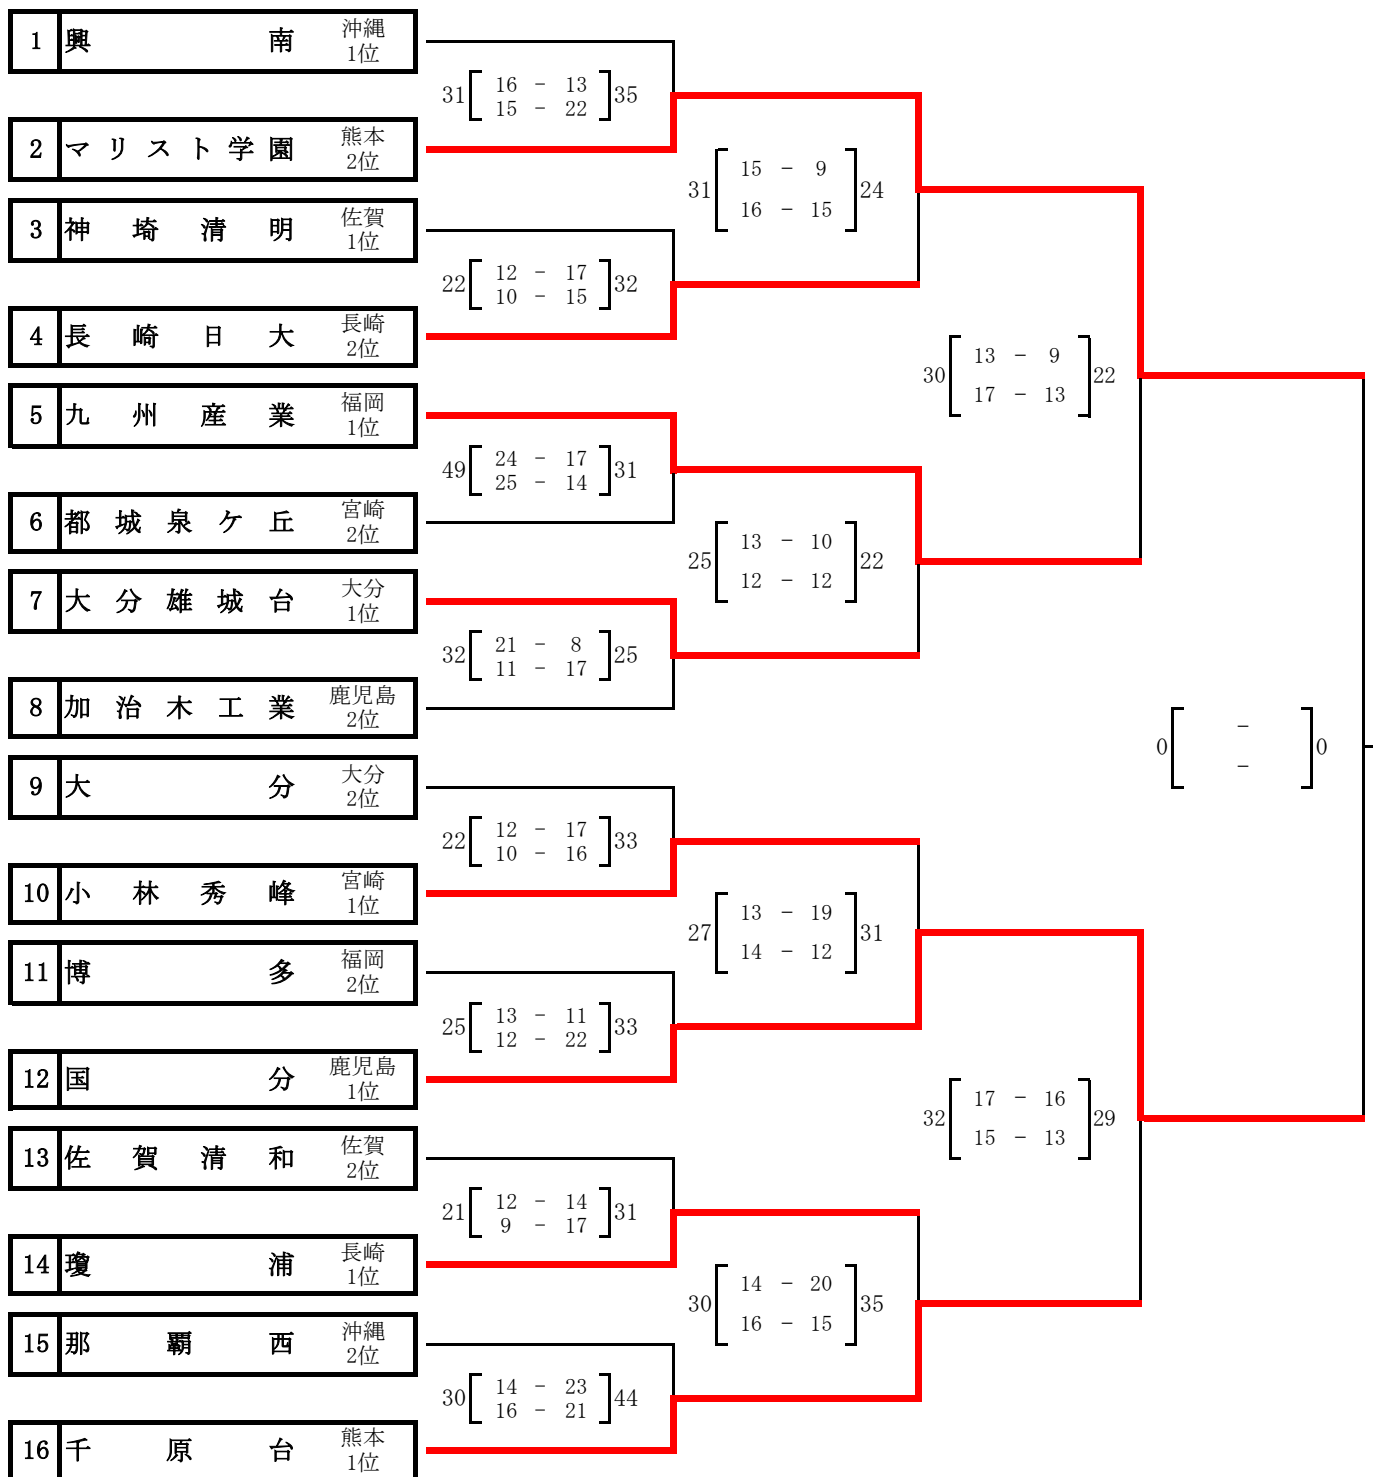 1 興南 沖縄
1位
31 16 - 13 35
15 - 22
2 マリスト学園 熊本
2位
31 15 - 9 24
16 - 15
3 神埼清明 佐賀
1位
22 12 - 17 32
10 - 15
4 長崎日大 長崎
2位
30 13 - 9 22
17 - 13
5 九州産業 福岡
1位
49 24 - 17 31
25 - 14
6 都城泉ケ丘 宮崎
2位
25 13 - 10 22
12 - 12
7 大分雄城台 大分
1位
32 21 - 8 25
11 - 17
8 加治木工業 鹿児島
2位
0 - 0
-
9 大分 大分
2位
22 12 - 17 33
10 - 16
10 小林秀峰 宮崎
1位
27 13 - 19 31
14 - 12
11 博多 福岡
2位
25 13 - 11 33
12 - 22
12 国分 鹿児島
1位
32 17 - 16 29
15 - 13
13 佐賀清和 佐賀
2位
21 12 - 14 31
9 - 17
14 瓊浦 長崎
1位
30 14 - 20 35
16 - 15
15 那覇西 沖縄
2位
30 14 - 23 44
16 - 21
16 千原台 熊本
1位